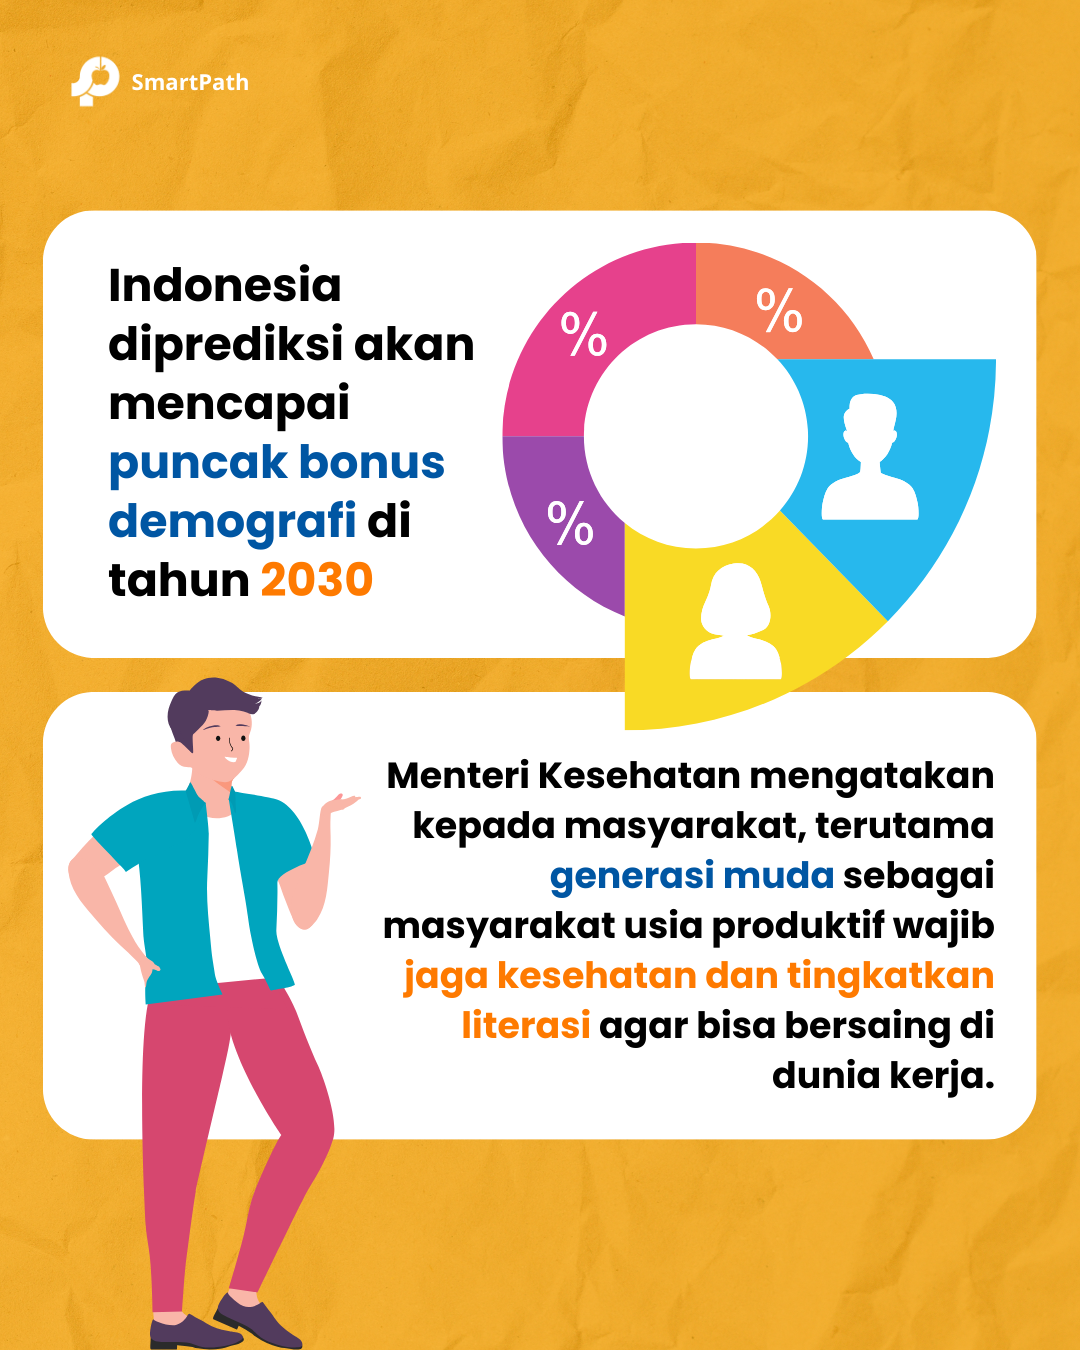 SmartPath
Indonesia
diprediksi akan
mencapai
puncak bonus
demografi di
tahun 2030
%
%
%
Menteri Kesehatan mengatakan
kepada masyarakat, terutama
generasi muda sebagai
masyarakat usia produktif wajib
jaga kesehatan dan tingkatkan
literasi agar bisa bersaing di
dunia kerja.